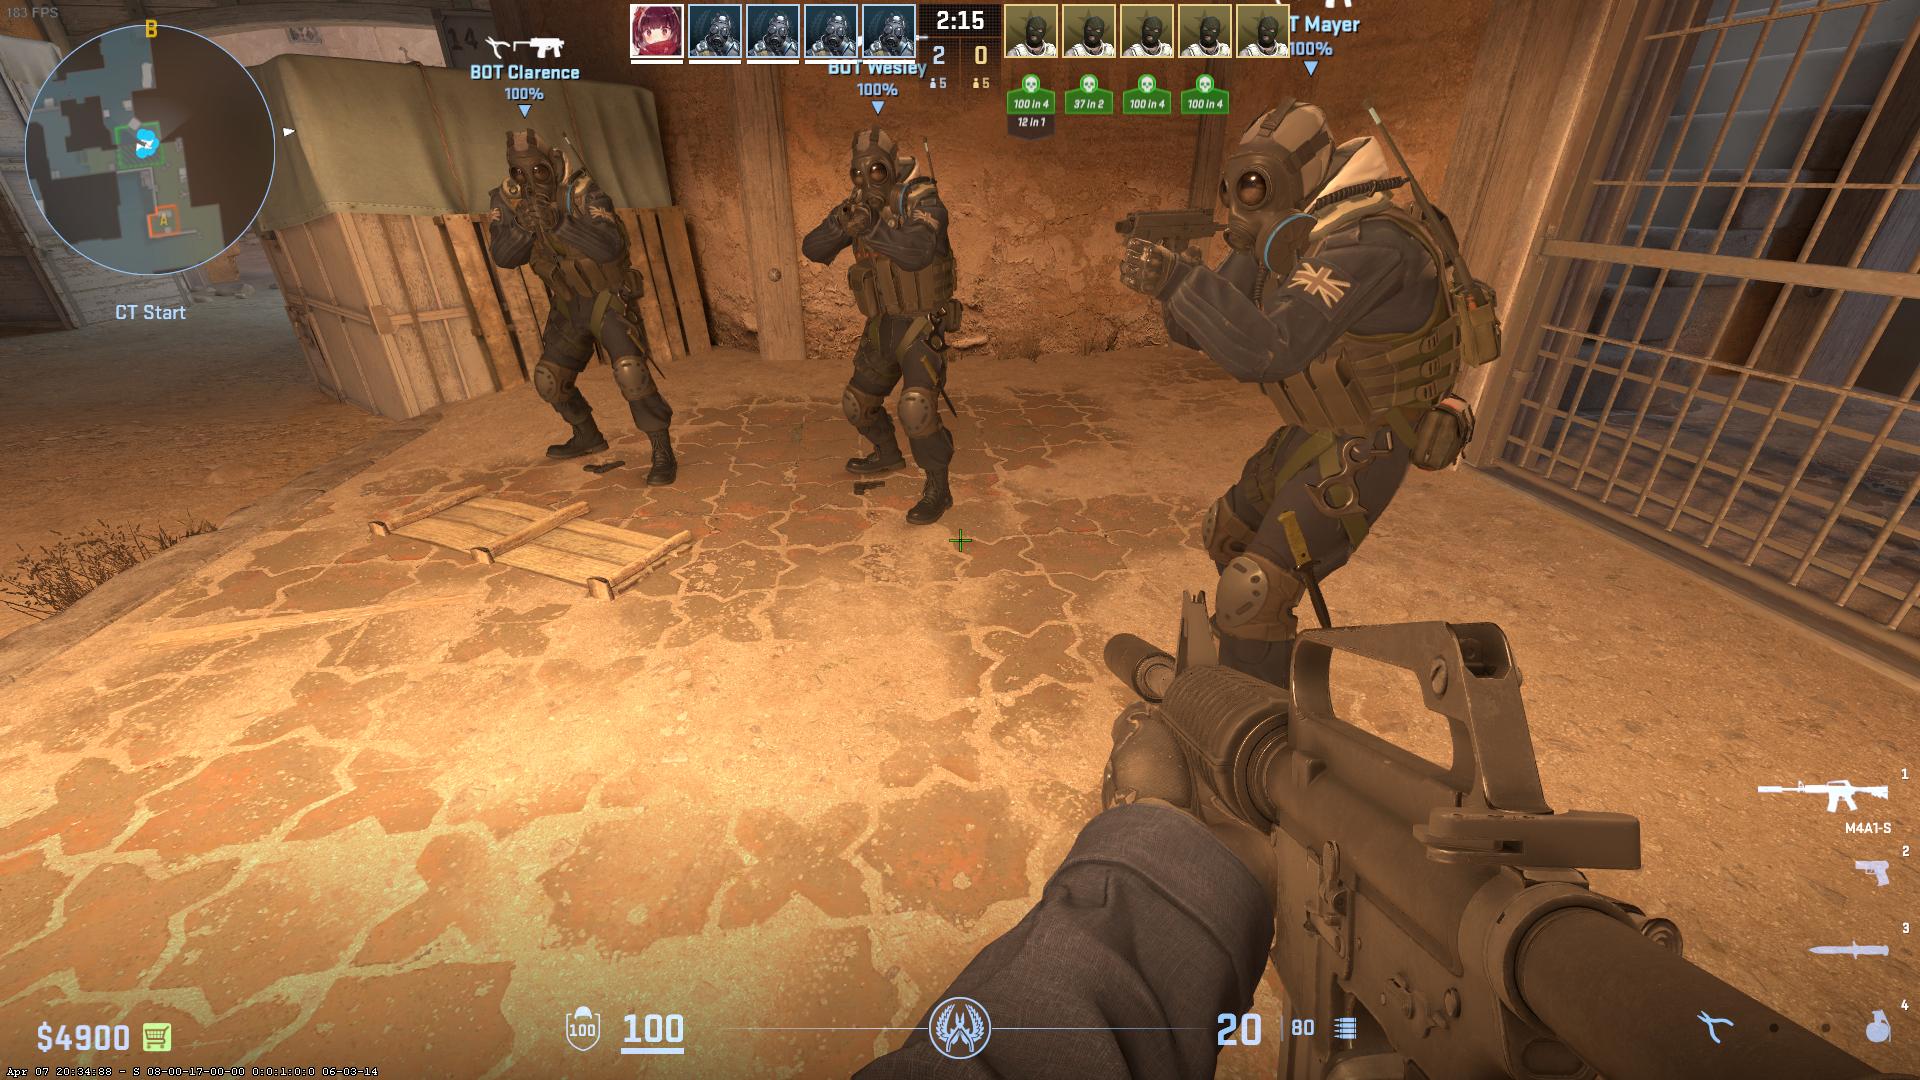 183 FPS
B
14
2:15
2
0
5
5
T Mayer
100%
BOT Clarence
100%
BOT Wesley
100%
100 in 4
37 in 2
100 in 4
100 in 4
12 in 1
A
CT Start
1
M4A1-S
2
3
4
$4900
100
100
20
80
Apr 07 20:34:88 - S 08-00-17-00-00 0:0:1:0:0 06-03-14